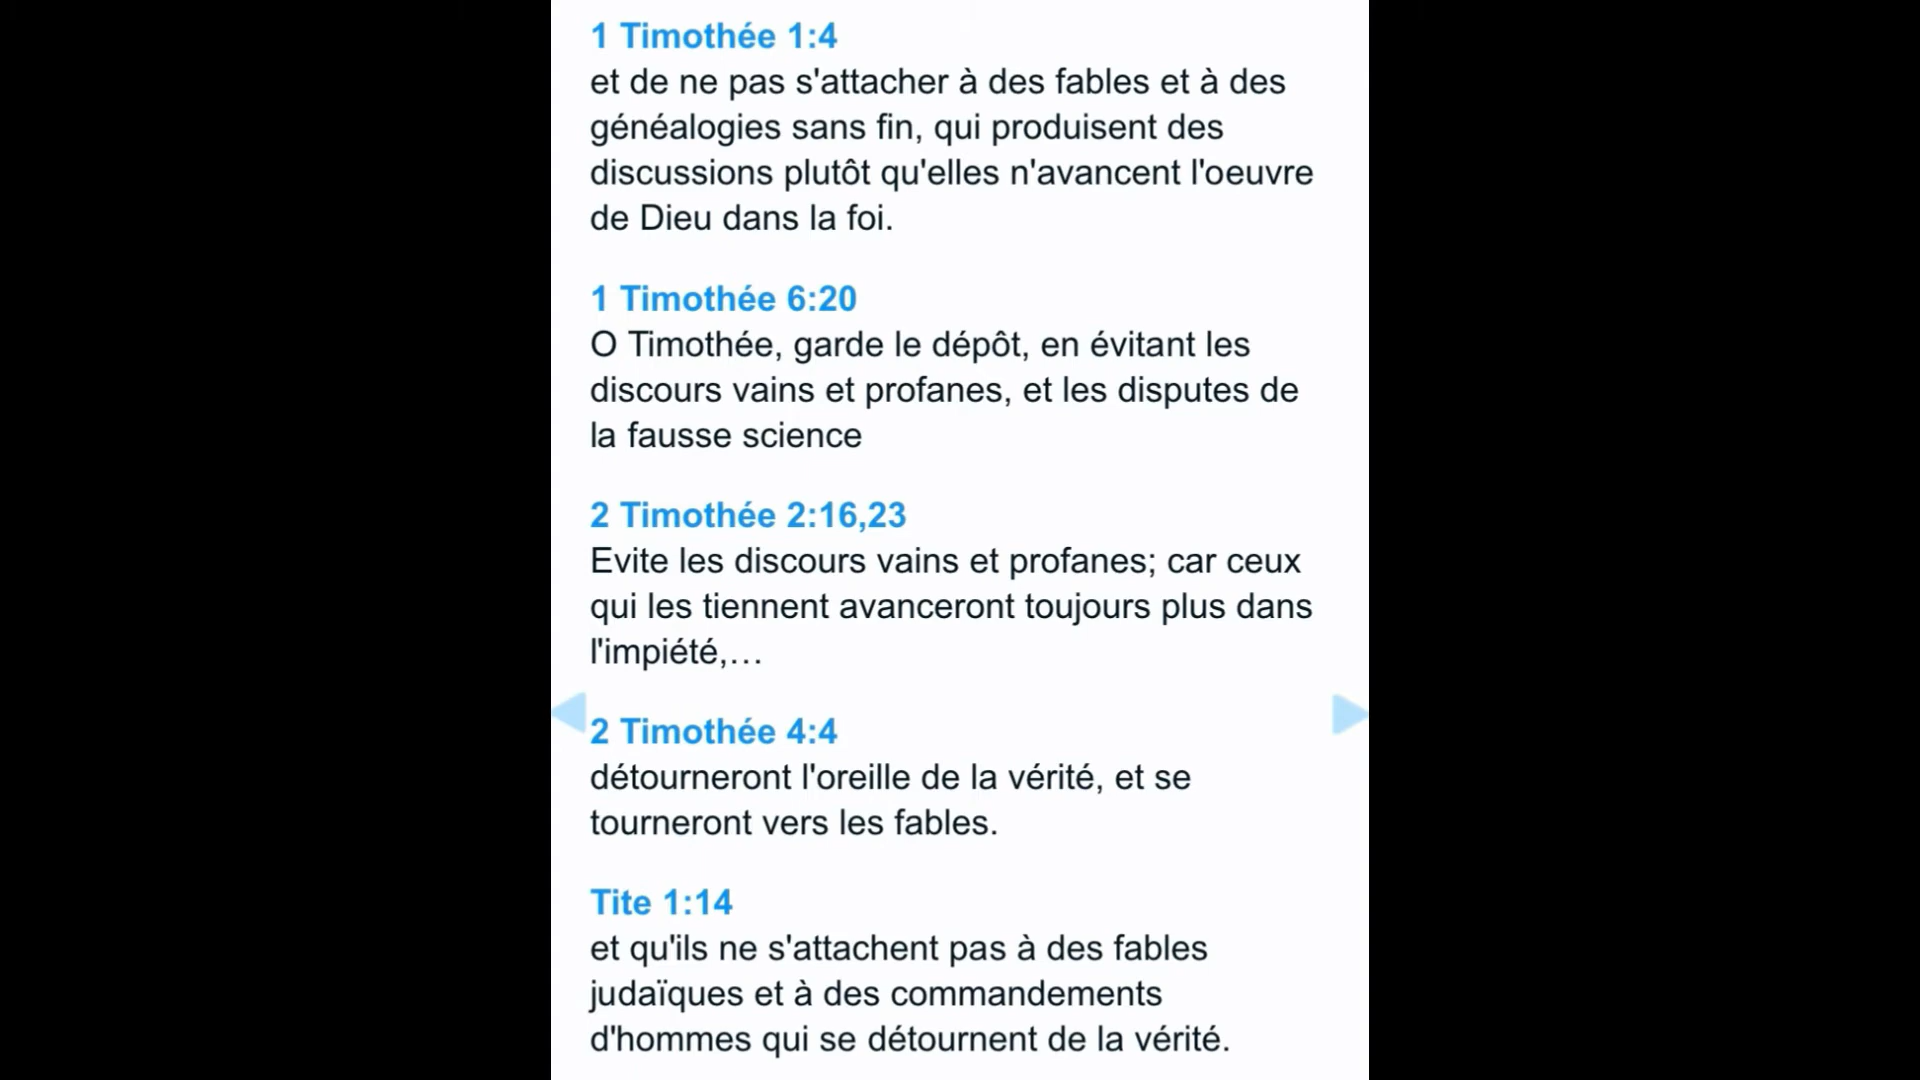 1 Timothée 1:4
et de ne pas s'attacher à des fables et à des
généalogies sans fin, qui produisent des
discussions plutôt qu'elles n'avancent l'oeuvre
de Dieu dans la foi.
1 Timothée 6:20
O Timothée, garde le dépôt, en évitant les
discours vains et profanes, et les disputes de
la fausse science
2 Timothée 2:16,23
Evite les discours vains et profanes; car ceux
qui les tiennent avanceront toujours plus dans
l'impiété,…
2 Timothée 4:4
détourneront l'oreille de la vérité, et se
tourneront vers les fables.
Tite 1:14
et qu'ils ne s'attachent pas à des fables
judaïques et à des commandements
d'hommes qui se détournent de la vérité.